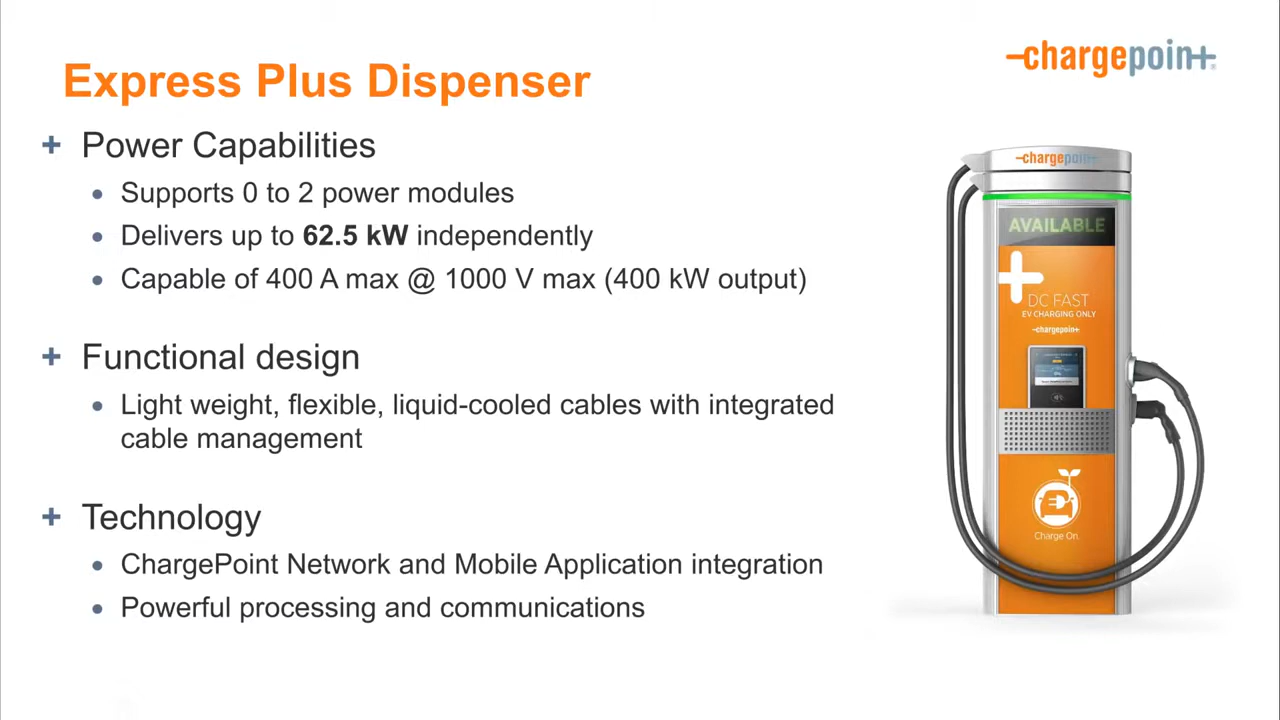 Express Plus Dispenser
-chargepoin+
+ Power Capabilities
• Supports 0 to 2 power modules
• Delivers up to 62.5 kW independently
• Capable of 400 A max @ 1000 V max (400 kW output)
+ Functional design
• Light weight, flexible, liquid-cooled cables with integrated
cable management
+ Technology
• ChargePoint Network and Mobile Application integration
• Powerful processing and communications
-chargepoin+
AVAILABLE
DC FAST
EV CHARGING ONLY
-chargepoin+
Charge On.